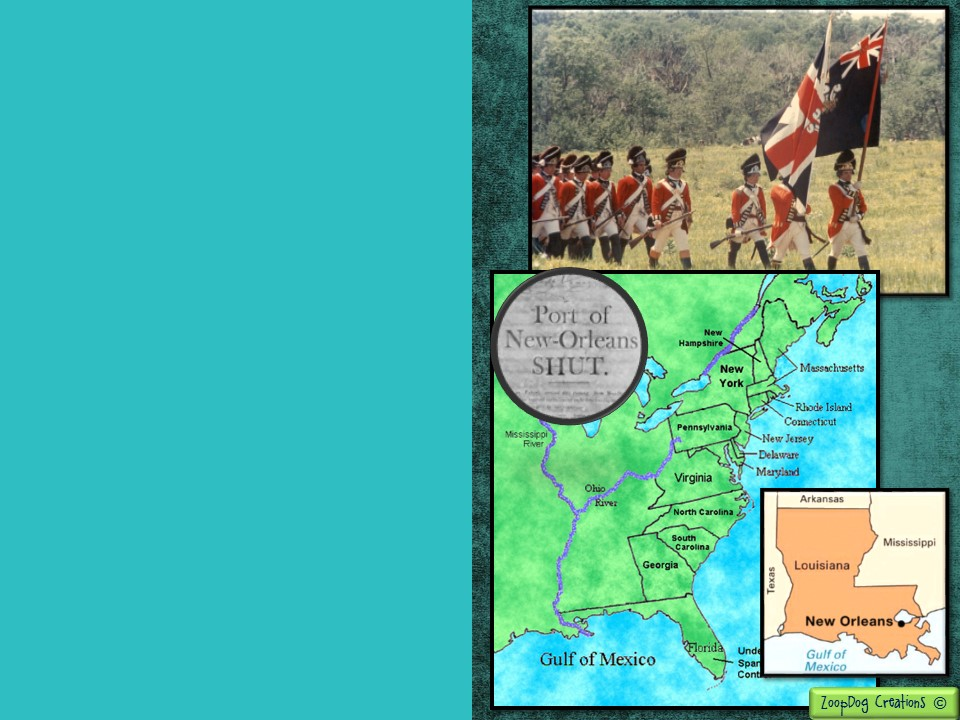 Port of
New-Orleans
SHUT.
New
Hampshire
New
York
Massachusetts
Rhode Island
Connecticut
Pennsylvania
New Jersey
Delaware
Maryland
Mississippi
River
Virginia
Ohio
River
North Carolina
South
Carolina
Georgia
Florida
Gulf of Mexico
Arkansas
Mississippi
Texas
Louisiana
New Orleans
Gulf of
Mexico
ZoopDog Creations ©